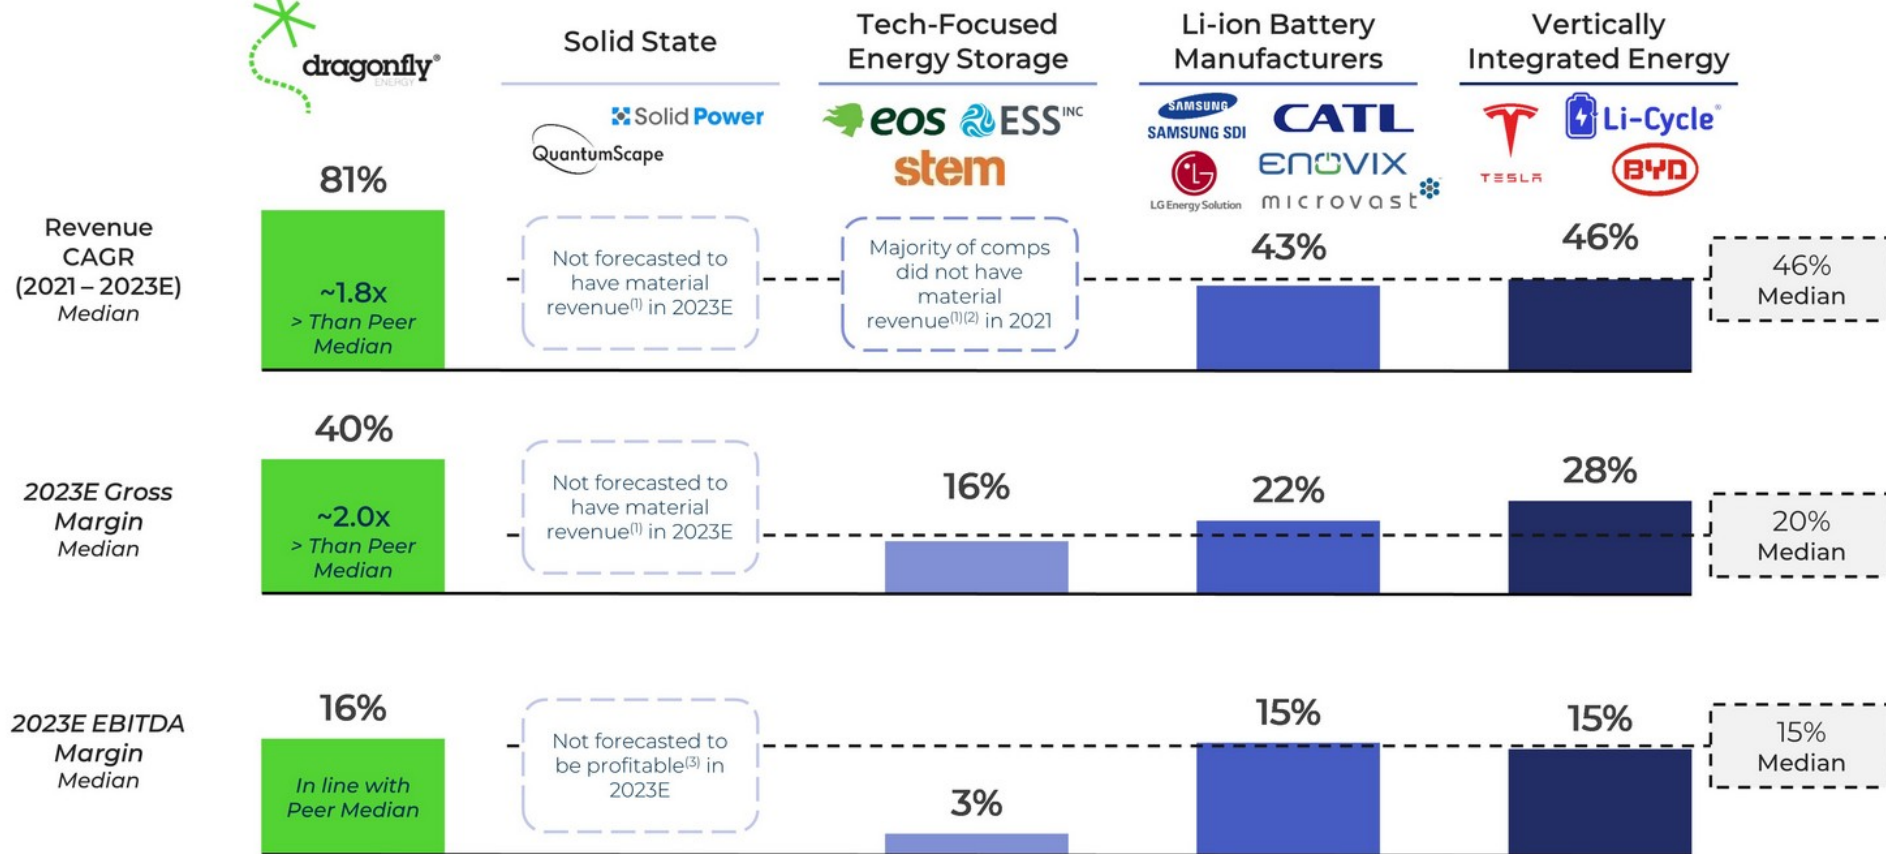 dragonfly®
ENERGY
Solid State
Tech-Focused
Energy Storage
Li-ion Battery
Manufacturers
Vertically
Integrated Energy
Solid Power
QuantumScape
eos
ESS INC
stem
SAMSUNG
SAMSUNG SDI
CATL
LG
LG Energy Solution
ENOVIX
microvast
TESLA
Li-Cycle®
BYD
Revenue
CAGR
(2021 – 2023E)
Median
81%
~1.8x
> Than Peer
Median
Not forecasted to
have material
revenue(1) in 2023E
Majority of comps
did not have
material
revenue(1)(2) in 2021
43%
46%
46%
Median
2023E Gross
Margin
Median
40%
~2.0x
> Than Peer
Median
Not forecasted to
have material
revenue(1) in 2023E
16%
22%
28%
20%
Median
2023E EBITDA
Margin
Median
16%
In line with
Peer Median
Not forecasted to
be profitable(3) in
2023E
3%
15%
15%
15%
Median